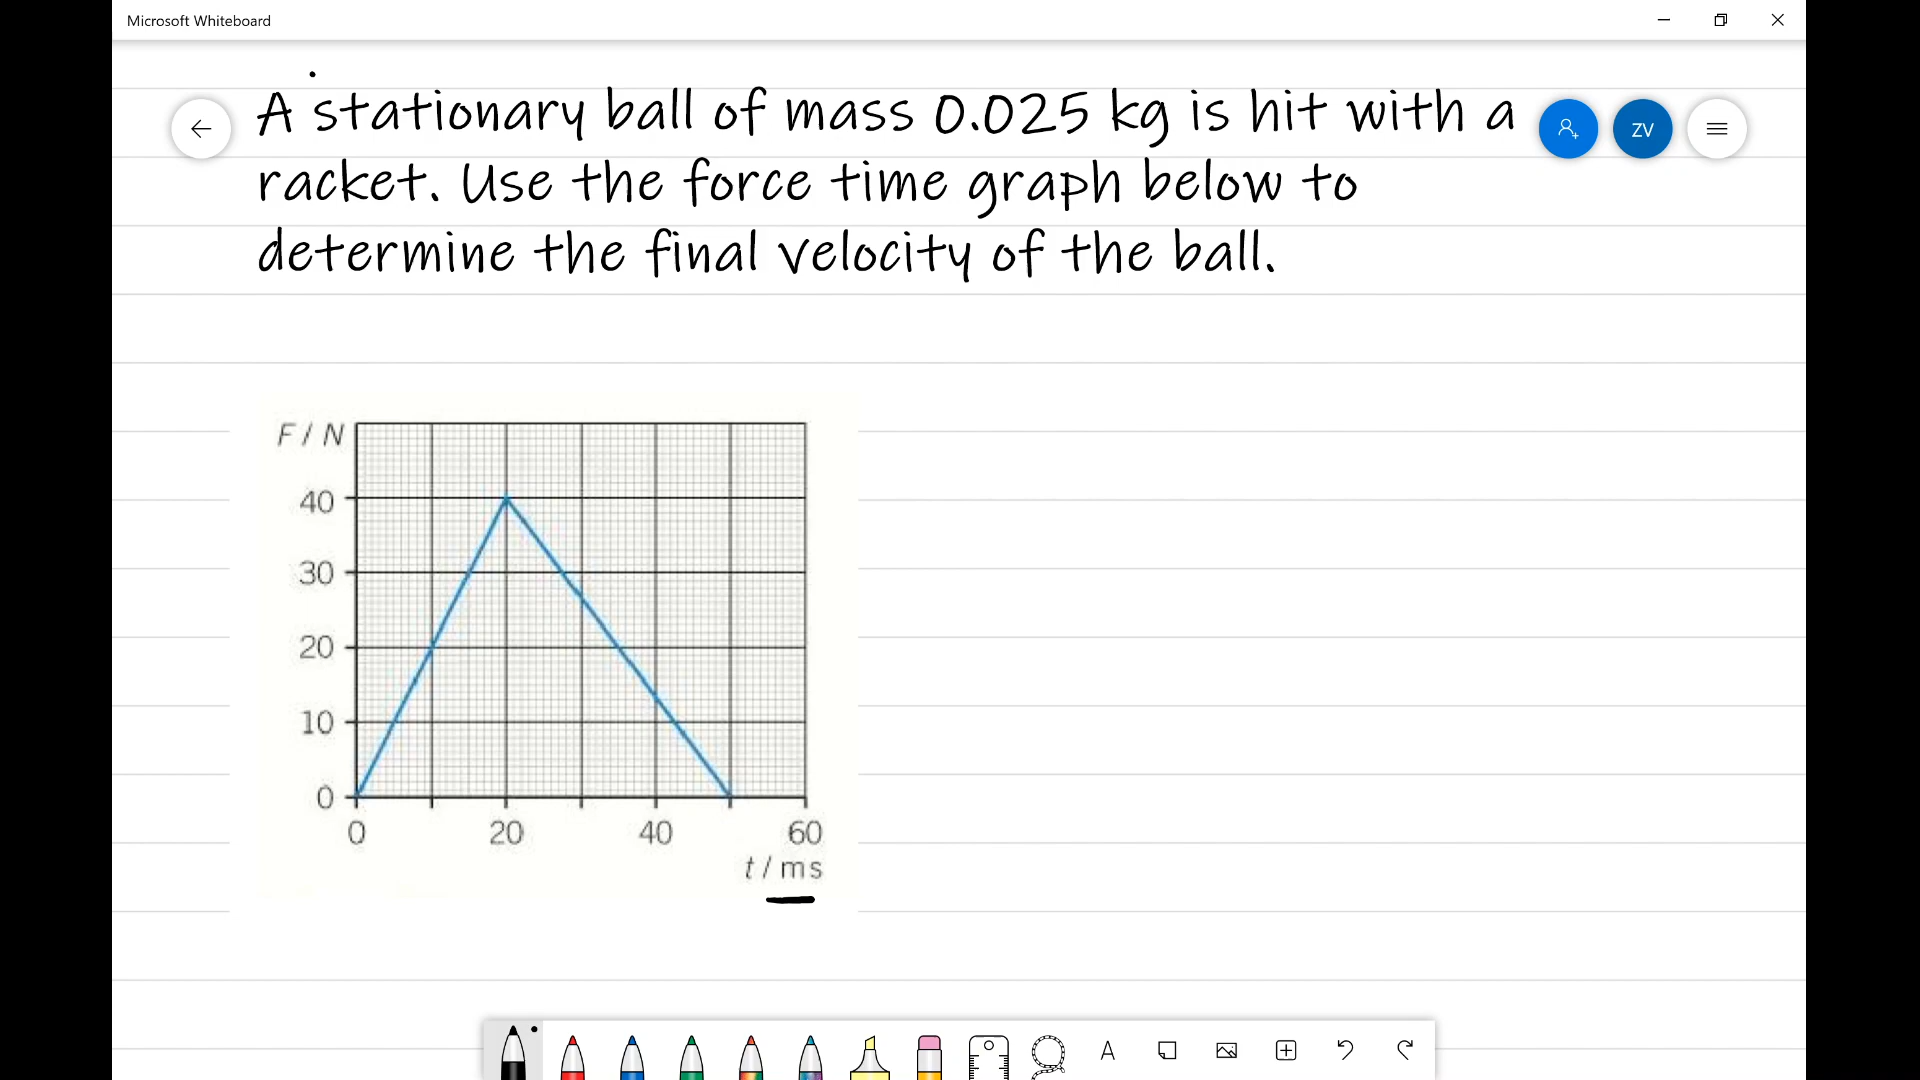 Microsoft Whiteboard
A stationary ball of mass 0.025 kg is hit with a
racket. Use the force time graph below to
determine the final velocity of the ball.
ZV
F / N
40
30
20
10
0
0 20 40 60
t / ms
A